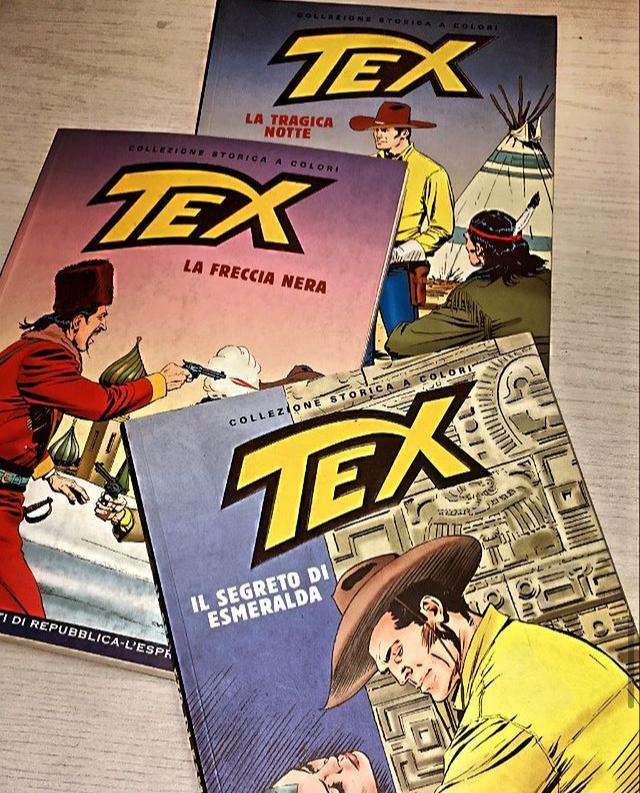 COLLEZIONE STORICA A COLORI
TEX
LA TRAGICA
NOTTE
COLLEZIONE STORICA A COLORI
TEX
LA FRECCIA NERA
TI DI REPUBBLICA-L'ESPR
COLLEZIONE STORICA A COLORI
TEX
IL SEGRETO DI
ESMERALDA